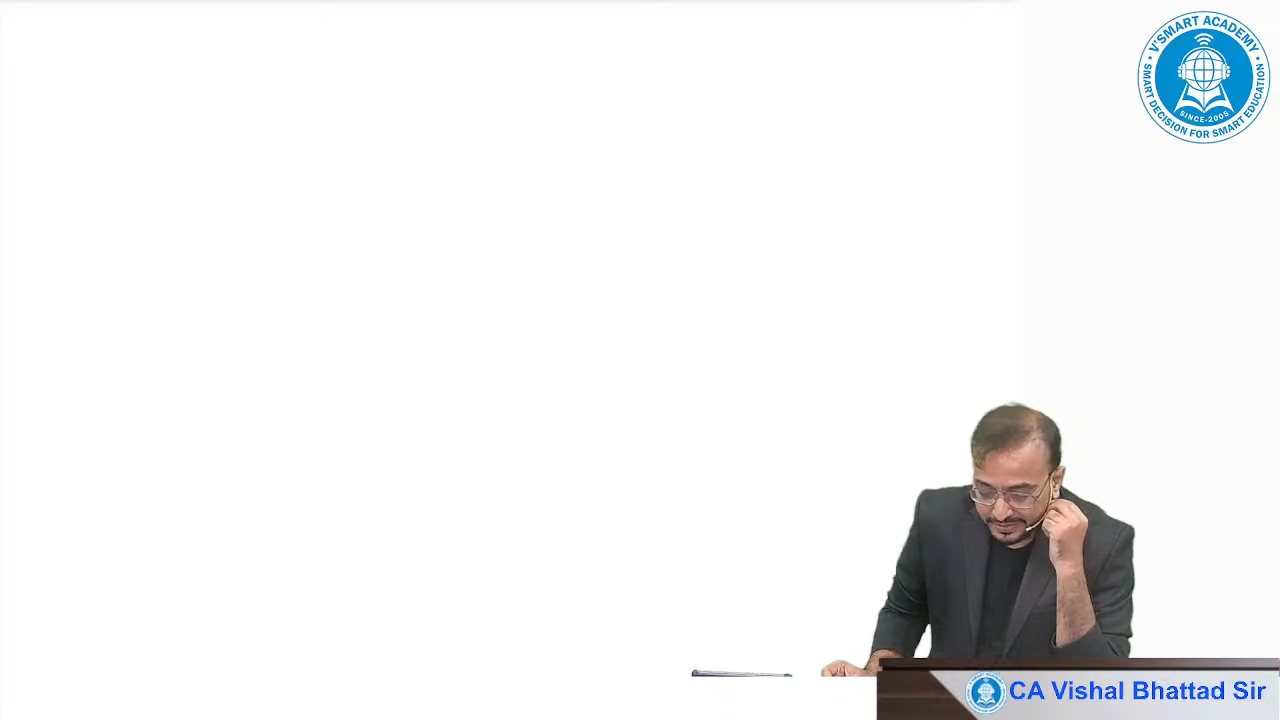 V'SMART ACADEMY
SMART DECISION FOR SMART EDUCATION
SINCE-2005
CA Vishal Bhattad Sir